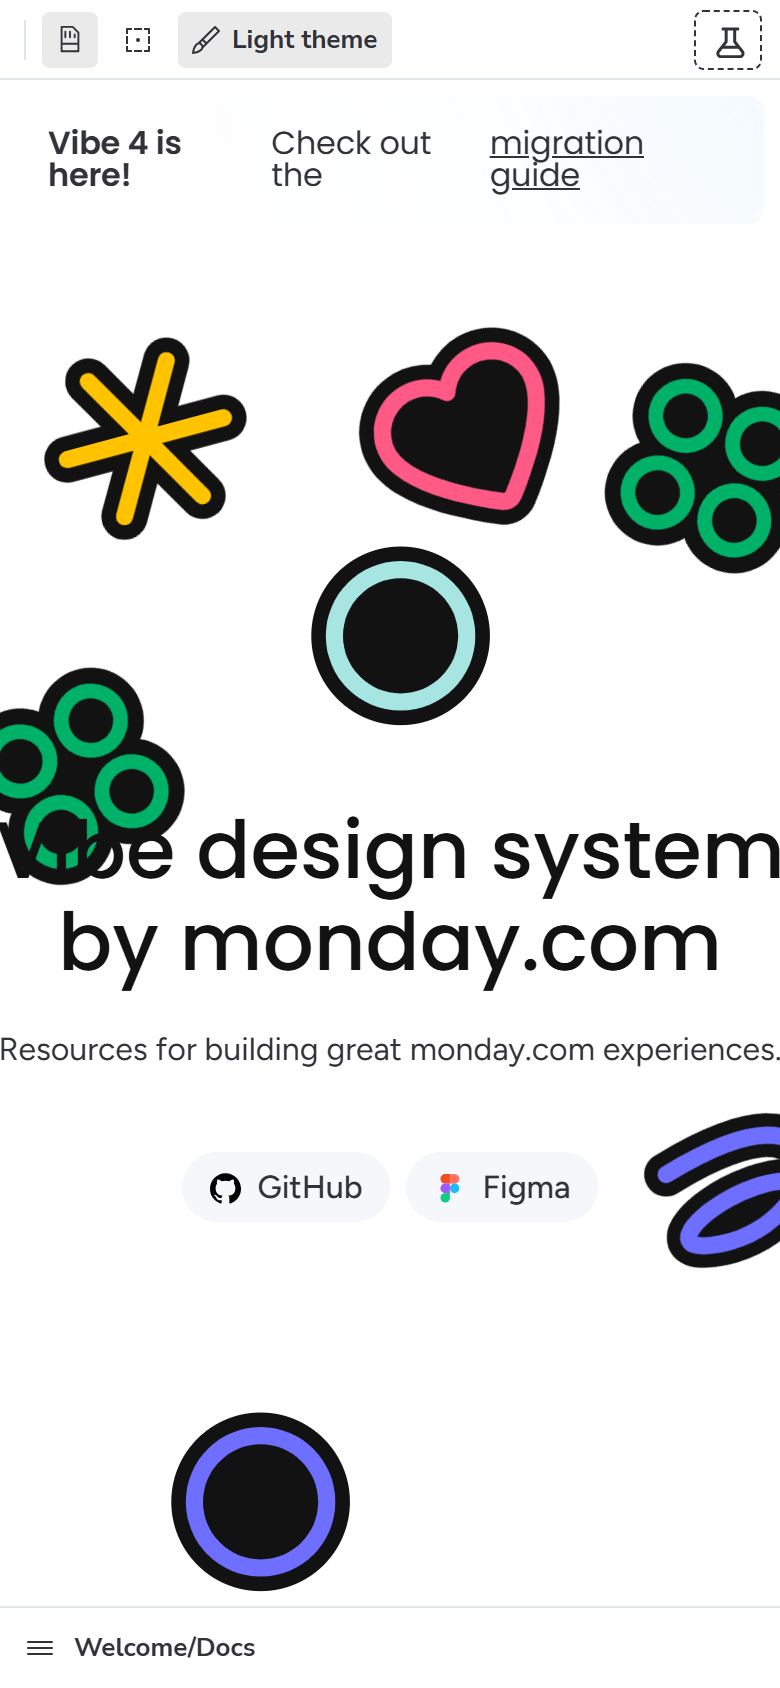 Light theme
Vibe 4 is here!
Check out the
migration guide
Vibe design system
by monday.com
Resources for building great monday.com experiences.
GitHub
Figma
Welcome/Docs